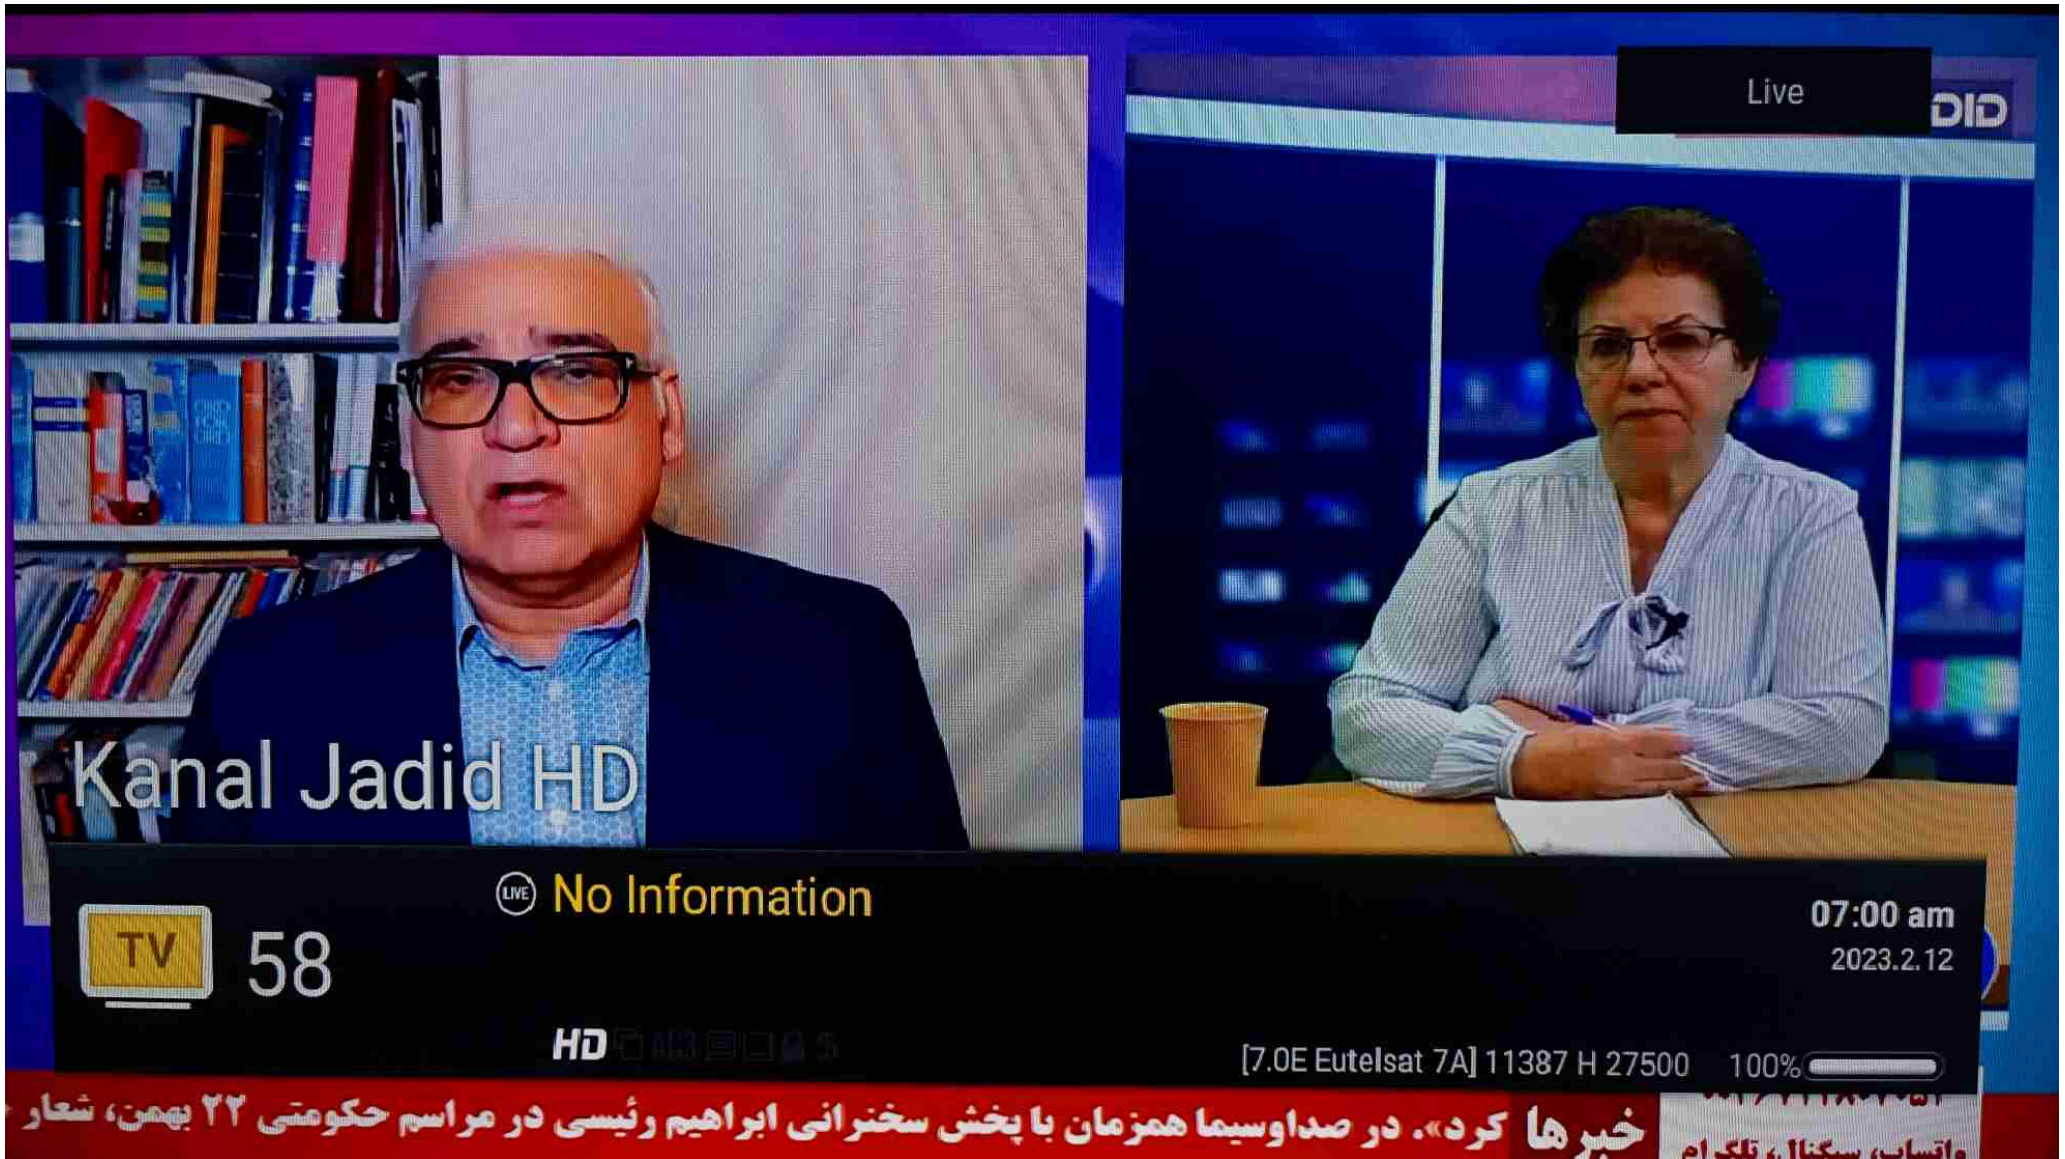 Live
DID
Kanal Jadid HD
LIVE No Information
TV 58
07:00 am
2023.2.12
HD
[7.0E Eutelsat 7A] 11387 H 27500 100%
خبرها کرد». در صداوسیما همزمان با پخش سخنرانی ابراهیم رئیسی در مراسم حکومتی ۲۲ بهمن، شعار
واتساپ، سیگنال، تلگرام